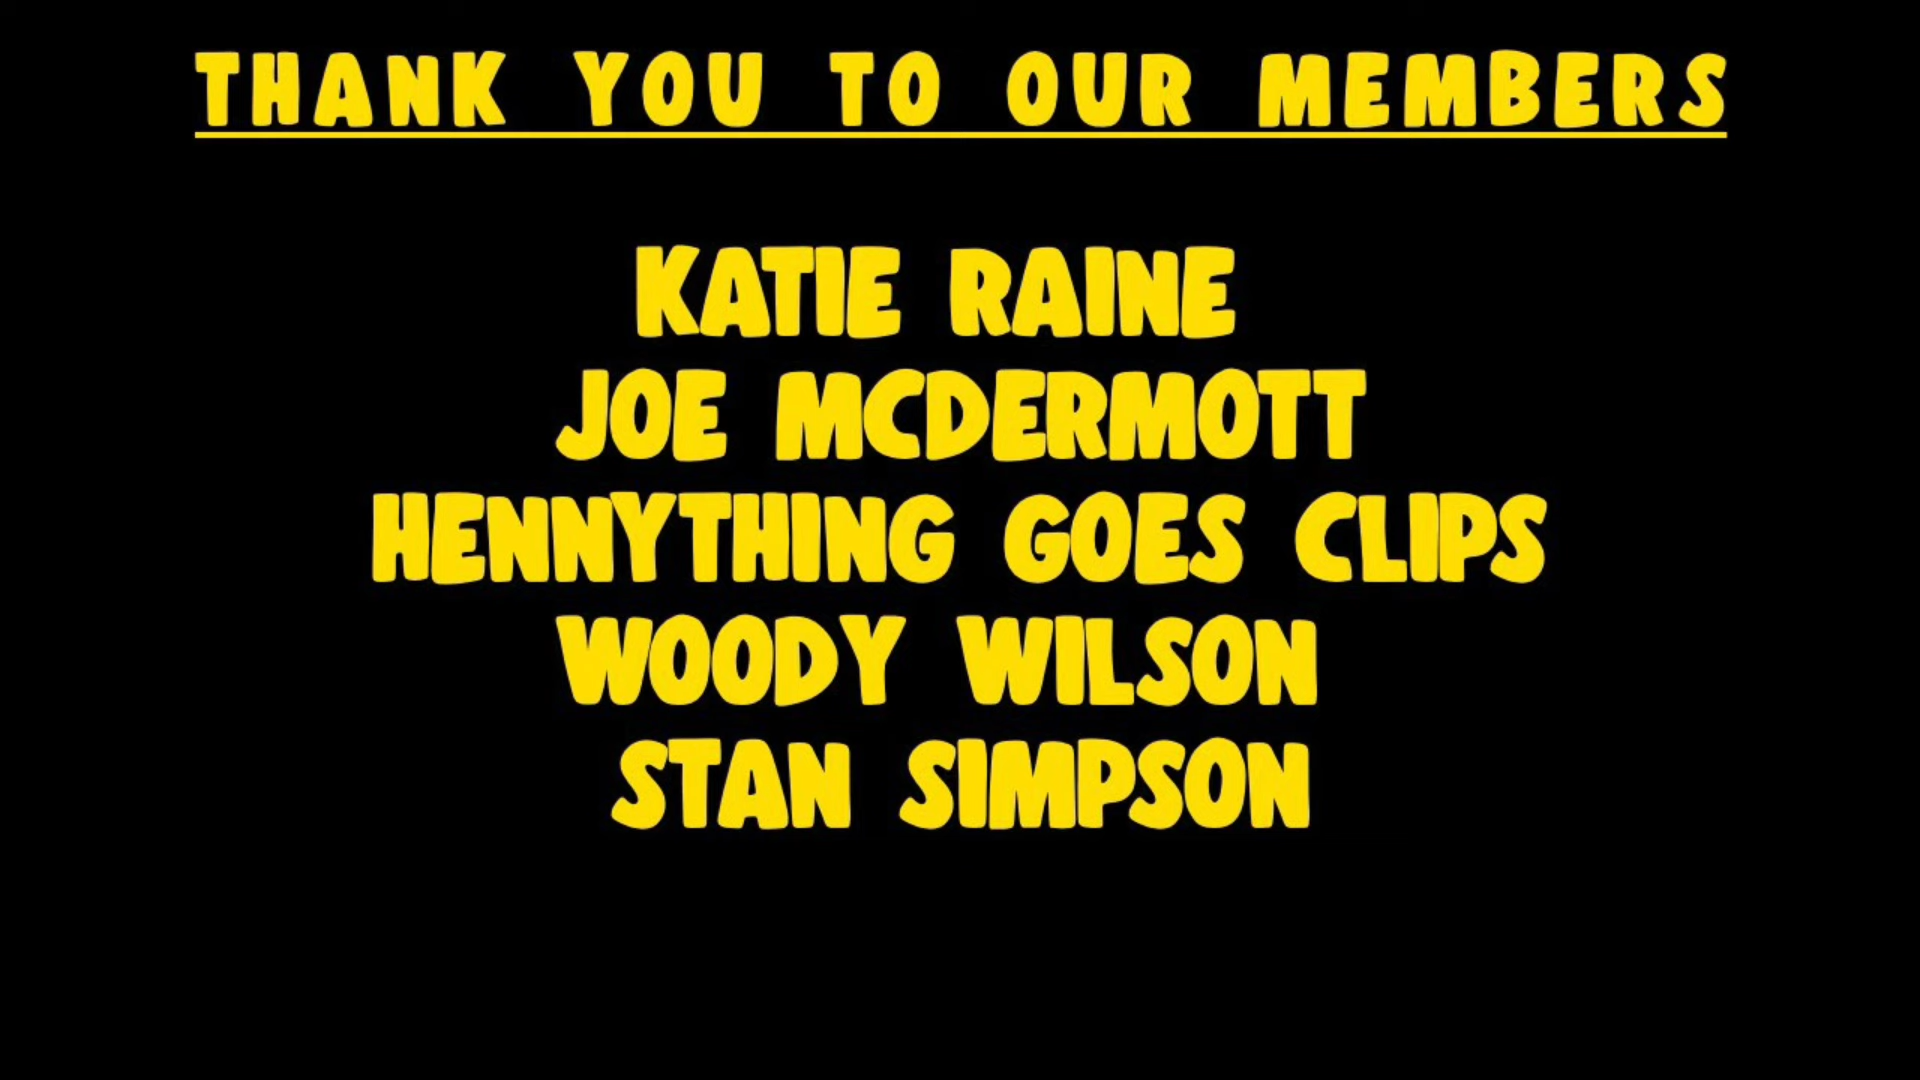 THANK YOU TO OUR MEMBERS
KATIE RAINE
JOE MCDERMOTT
HENNYTHING GOES CLIPS
WOODY WILSON
STAN SIMPSON